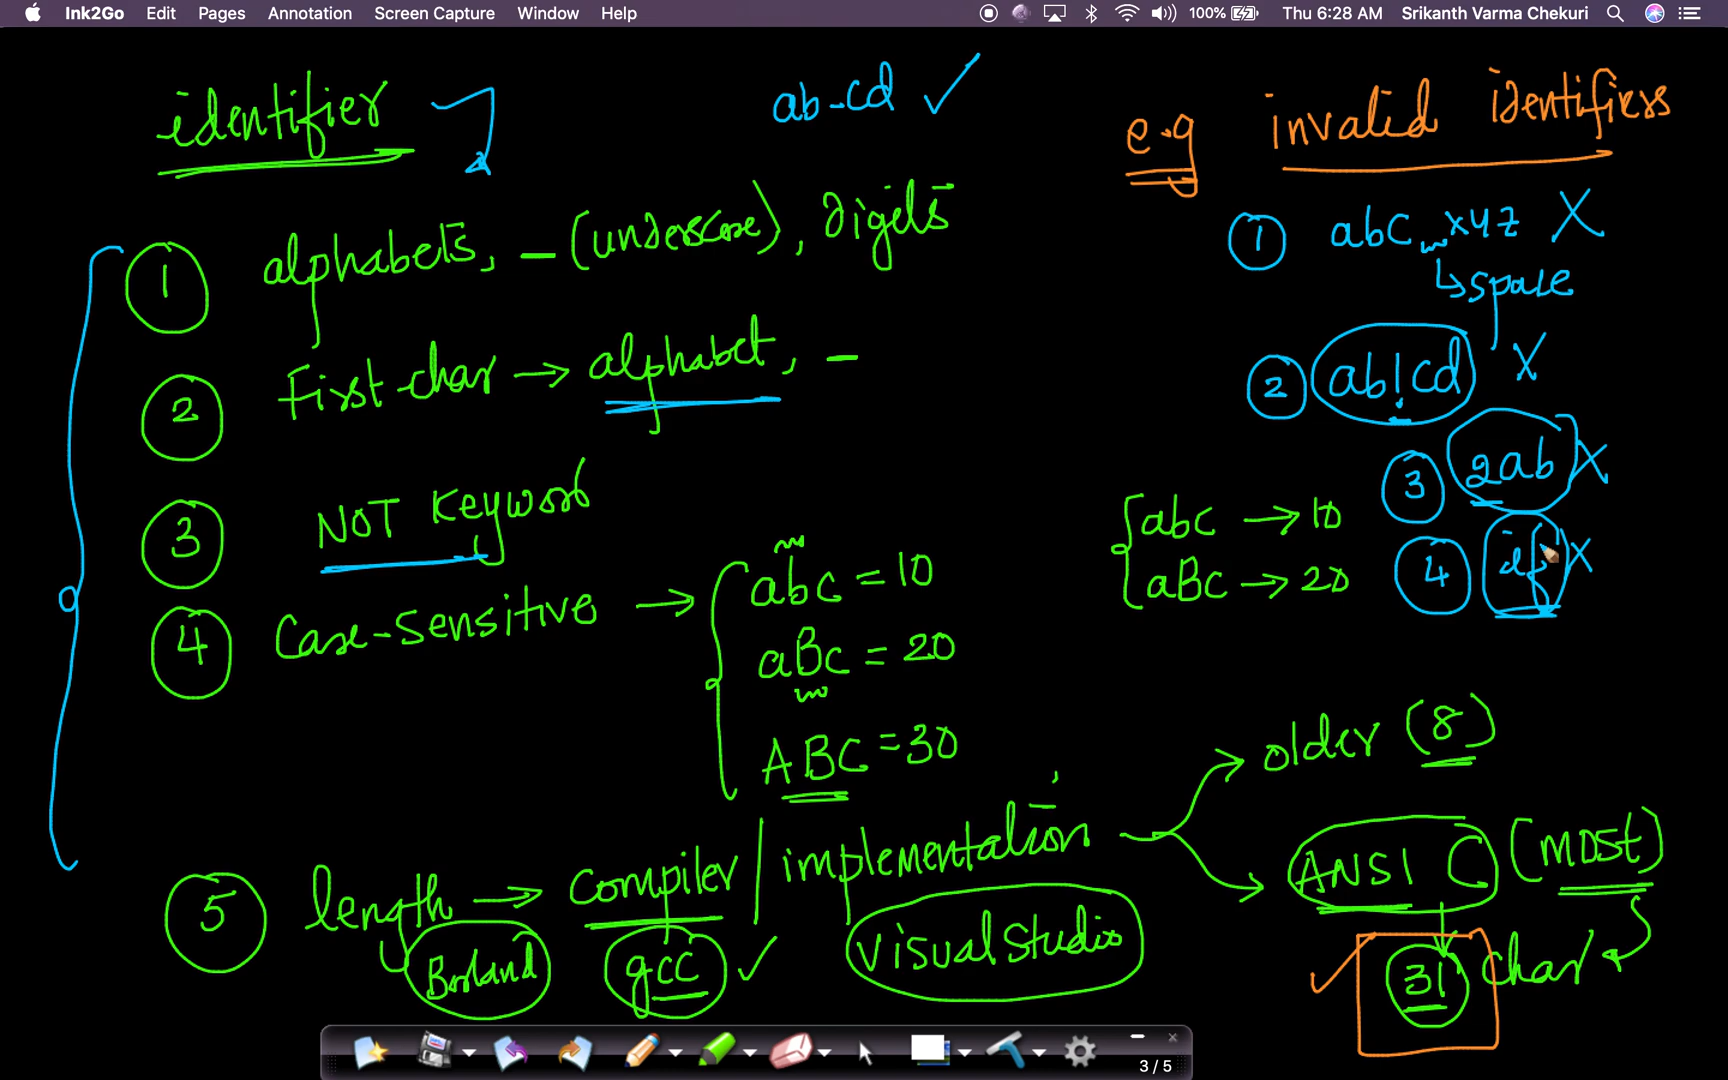 Ink2Go Edit Pages Annotation Screen Capture Window Help 100% Thu 6:28 AM Srikanth Varma Chekuri
identifier
ab_cd ✓
① alphabets, _ (underscore), digits
② First-char → alphabet, _
③ NOT Keyword
④ Case-Sensitive → { abc = 10
aBc = 20
ABC = 30
⑤ length → compiler / implementation
Borland gcc ✓ visual studio
older (8)
ANSI C (most)
✓ 31 char
e.g invalid identifiers
① abc xyz X
↳ space
② ab!cd X
③ 2ab X
④ if X
{ abc → 10
aBc → 20
3 / 5